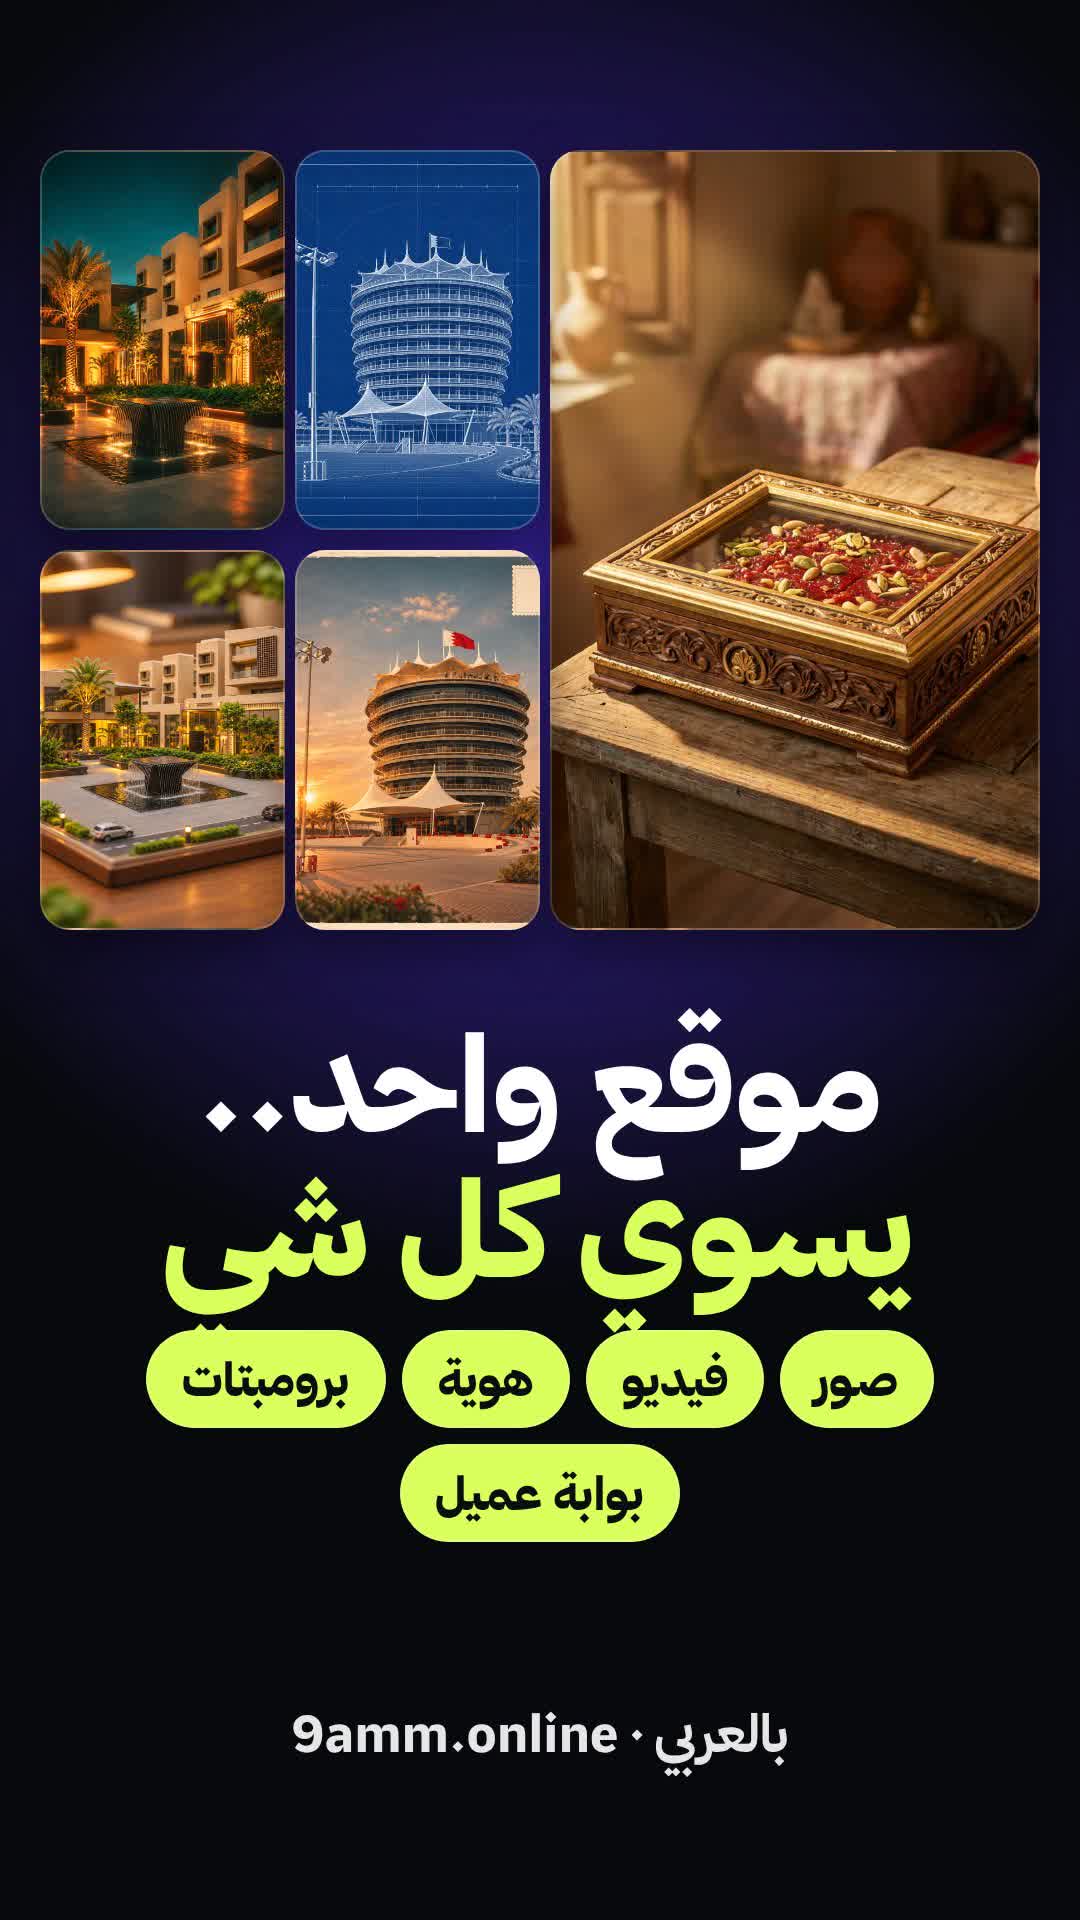 موقع واحد..
يسوي كل شي
صور فيديو هوية برومبتات
بوابة عميل
بالعربي · 9amm.online